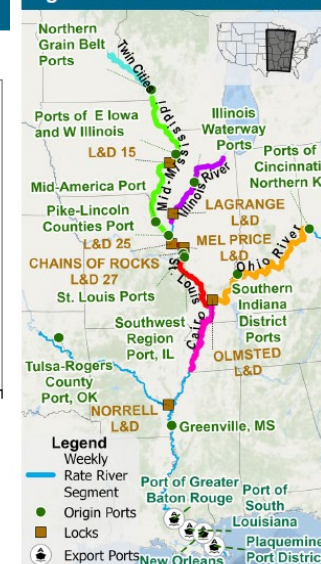 Northern
Grain Belt
Ports
Twin Cities
Ports of E Iowa
and W Illinois
L&D 15
Mid-Mississippi
Illinois
Waterway
Ports
Ports of
Cincinnati
Northern K
Illinois River
Mid-America Port
LAGRANGE
L&D
Pike-Lincoln
Counties Port
L&D 25
MEL PRICE
L&D
Ohio River
CHAINS OF ROCKS
L&D 27
St. Louis
St. Louis Ports
Southern
Indiana
District
Ports
Southwest
Region
Port, IL
Cairo
OLMSTED
L&D
Tulsa-Rogers
County
Port, OK
NORRELL
L&D
Greenville, MS
Legend
Weekly
Rate River
Segment
Origin Ports
Locks
Export Ports
Port of Greater
Baton Rouge
Port of
South
Louisiana
Plaquemine
Port District
New Orleans